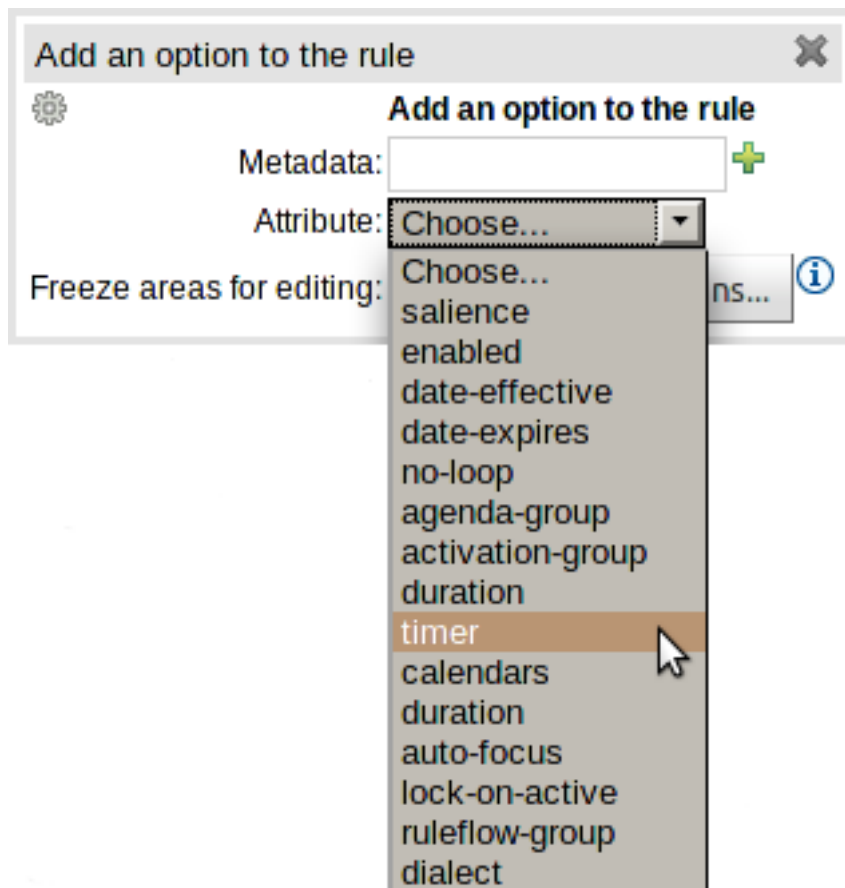 Add an option to the rule
Add an option to the rule
Metadata:
Attribute: Choose...
Choose...
Freeze areas for editing: ns...
salience
enabled
date-effective
date-expires
no-loop
agenda-group
activation-group
duration
timer
calendars
duration
auto-focus
lock-on-active
ruleflow-group
dialect